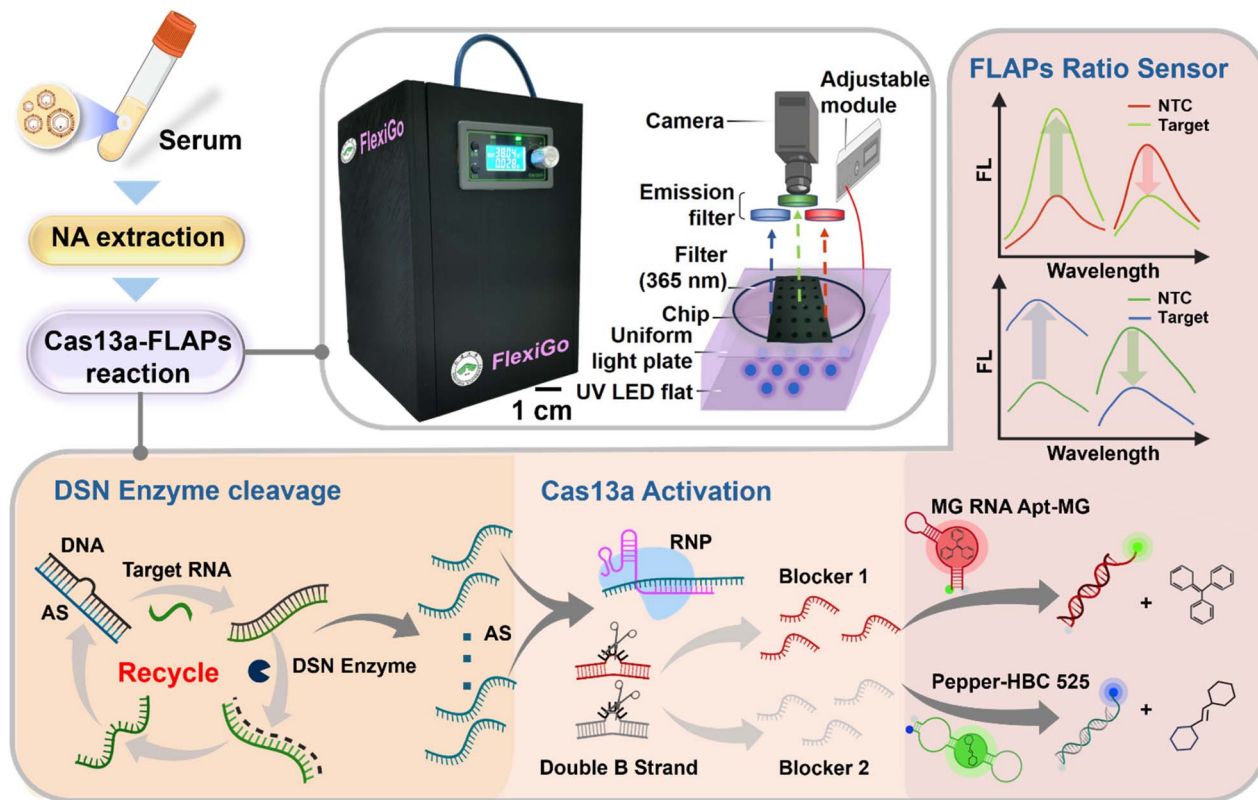 Serum
NA extraction
Cas13a-FLAPs
reaction
FlexiGo
FlexiGo
1 cm
Camera
Adjustable
module
Emission
filter
Filter
(365 nm)
Chip
Uniform
light plate
UV LED flat
FLAPs Ratio Sensor
NTC
Target
FL
Wavelength
NTC
Target
FL
Wavelength
DSN Enzyme cleavage
DNA
AS
Target RNA
Recycle
DSN Enzyme
AS
Cas13a Activation
RNP
Double B Strand
Blocker 1
Blocker 2
MG RNA Apt-MG
+
Pepper-HBC 525
+